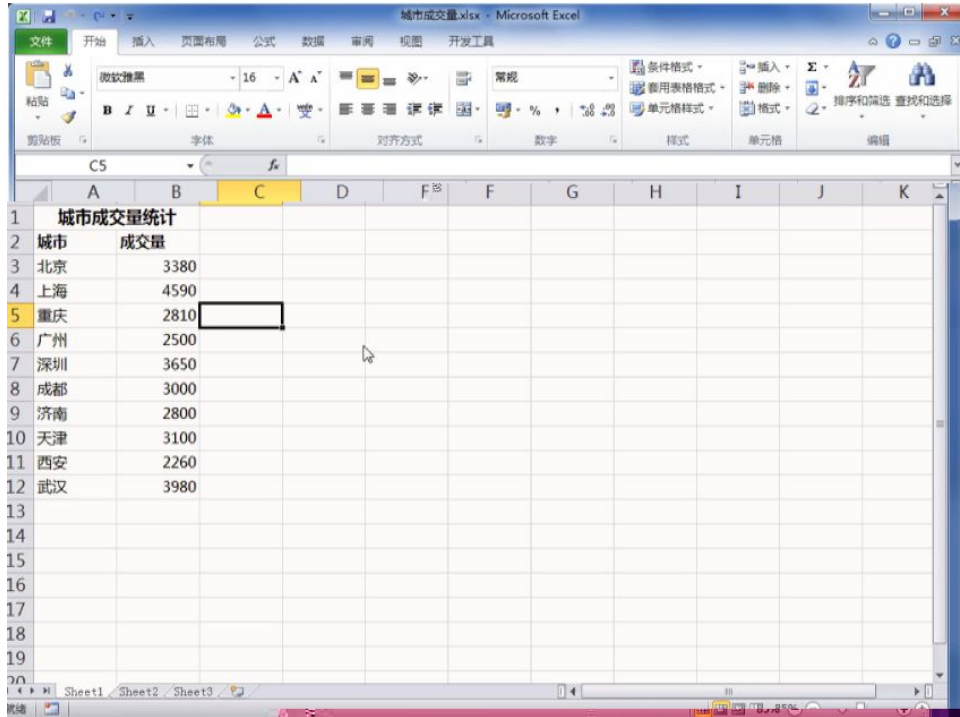 城市成交量.xlsx - Microsoft Excel
文件 开始 插入 页面布局 公式 数据 审阅 视图 开发工具
粘贴 微软雅黑 16 常规 条件格式 套用表格格式 单元格样式 插入 删除 格式 Σ 排序和筛选 查找和选择
B I U A % ,
剪贴板 字体 对齐方式 数字 样式 单元格 编辑
C5 fx
A B C D F F G H I J K
1 城市成交量统计
2 城市 成交量
3 北京 3380
4 上海 4590
5 重庆 2810
6 广州 2500
7 深圳 3650
8 成都 3000
9 济南 2800
10 天津 3100
11 西安 2260
12 武汉 3980
13
14
15
16
17
18
19
20
Sheet1 Sheet2 Sheet3
就绪